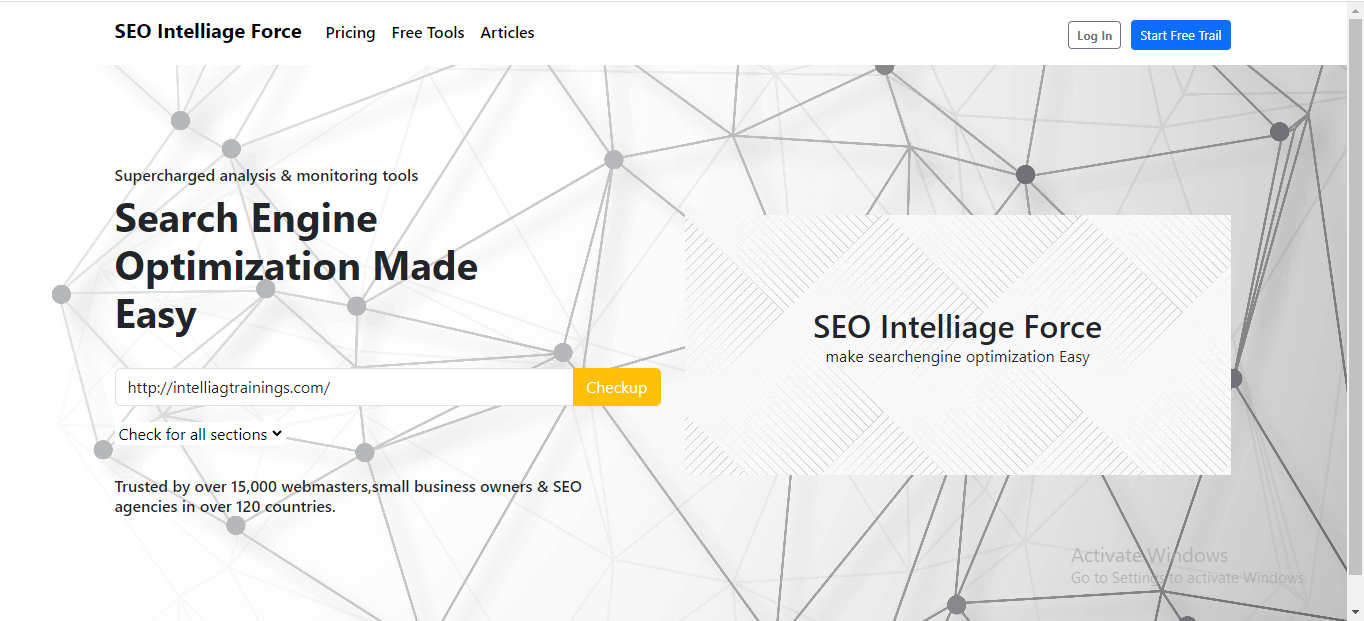 SEO Intelliage Force Pricing Free Tools Articles Log In Start Free Trail
Supercharged analysis & monitoring tools
Search Engine
Optimization Made
Easy
http://intelliagtrainings.com/ Checkup
Check for all sections
Trusted by over 15,000 webmasters,small business owners & SEO
agencies in over 120 countries.
SEO Intelliage Force
make searchengine optimization Easy
Activate Windows
Go to Settings to activate Windows.